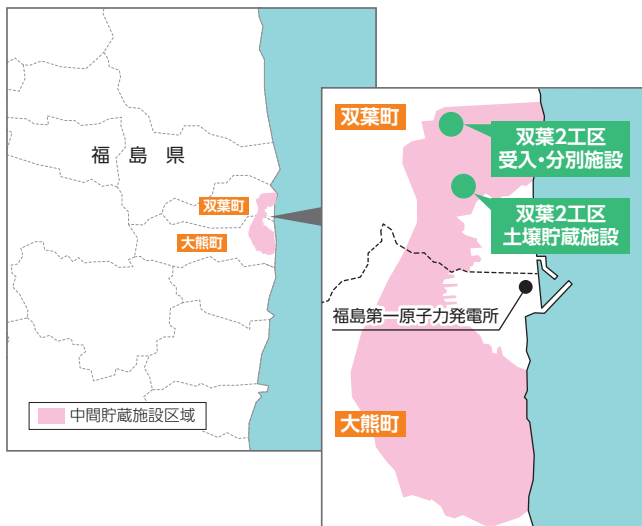 福島県
双葉町
大熊町
中間貯蔵施設区域
双葉町
双葉2工区
受入・分別施設
双葉2工区
土壌貯蔵施設
福島第一原子力発電所
大熊町